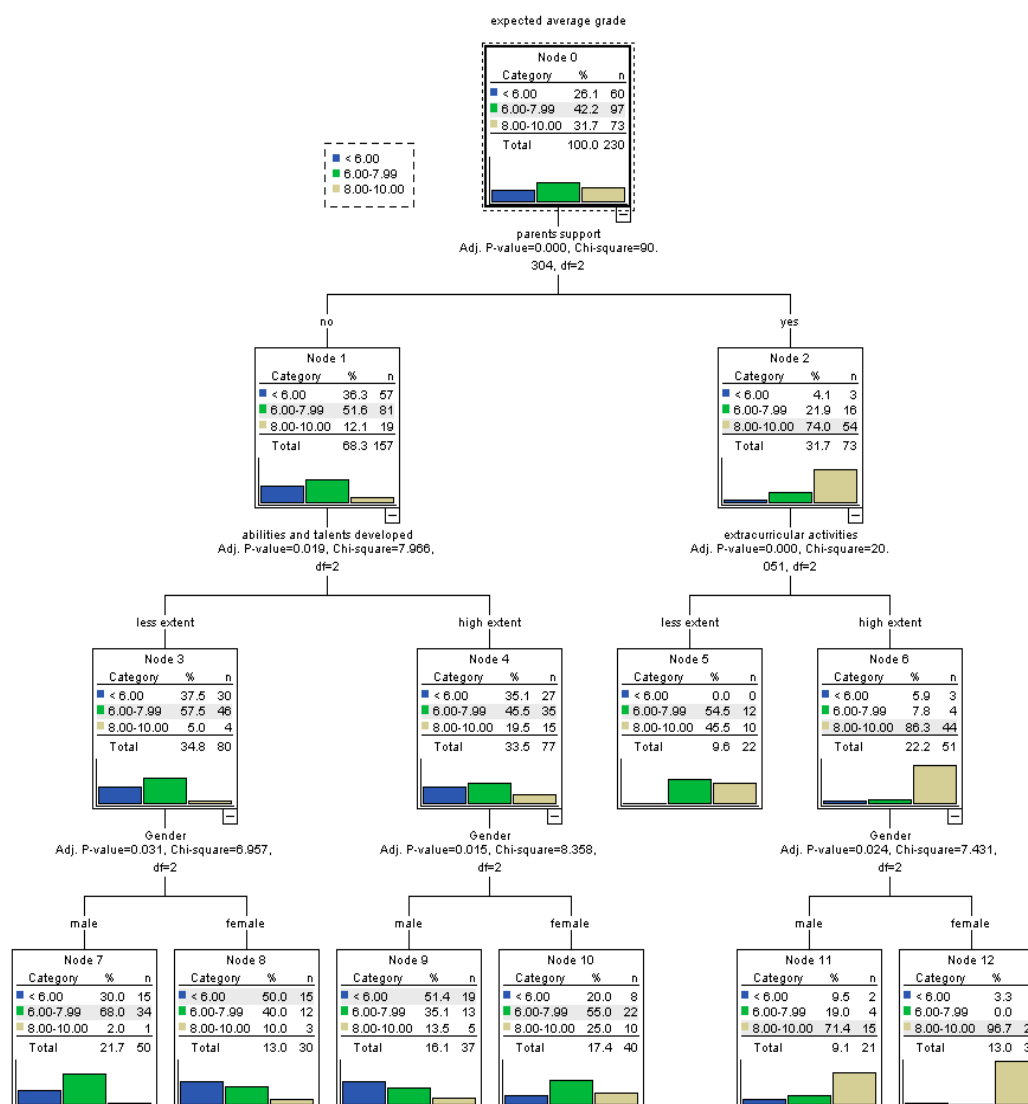 expected average grade
Node 0
Category % n
< 6.00 26.1 60
6.00-7.99 42.2 97
8.00-10.00 31.7 73
Total 100.0 230
< 6.00
6.00-7.99
8.00-10.00
parents support
Adj. P-value=0.000, Chi-square=90.
304, df=2
no
yes
Node 1
Category % n
< 6.00 36.3 57
6.00-7.99 51.6 81
8.00-10.00 12.1 19
Total 68.3 157
Node 2
Category % n
< 6.00 4.1 3
6.00-7.99 21.9 16
8.00-10.00 74.0 54
Total 31.7 73
abilities and talents developed
Adj. P-value=0.019, Chi-square=7.966,
df=2
extracurricular activities
Adj. P-value=0.000, Chi-square=20.
051, df=2
less extent
high extent
less extent
high extent
Node 3
Category % n
< 6.00 37.5 30
6.00-7.99 57.5 46
8.00-10.00 5.0 4
Total 34.8 80
Node 4
Category % n
< 6.00 35.1 27
6.00-7.99 45.5 35
8.00-10.00 19.5 15
Total 33.5 77
Node 5
Category % n
< 6.00 0.0 0
6.00-7.99 54.5 12
8.00-10.00 45.5 10
Total 9.6 22
Node 6
Category % n
< 6.00 5.9 3
6.00-7.99 7.8 4
8.00-10.00 86.3 44
Total 22.2 51
Gender
Adj. P-value=0.031, Chi-square=6.957,
df=2
Gender
Adj. P-value=0.015, Chi-square=8.358,
df=2
Gender
Adj. P-value=0.024, Chi-square=7.431,
df=2
male
female
male
female
male
female
Node 7
Category % n
< 6.00 30.0 15
6.00-7.99 68.0 34
8.00-10.00 2.0 1
Total 21.7 50
Node 8
Category % n
< 6.00 50.0 15
6.00-7.99 40.0 12
8.00-10.00 10.0 3
Total 13.0 30
Node 9
Category % n
< 6.00 51.4 19
6.00-7.99 35.1 13
8.00-10.00 13.5 5
Total 16.1 37
Node 10
Category % n
< 6.00 20.0 8
6.00-7.99 55.0 22
8.00-10.00 25.0 10
Total 17.4 40
Node 11
Category % n
< 6.00 9.5 2
6.00-7.99 19.0 4
8.00-10.00 71.4 15
Total 9.1 21
Node 12
Category %
< 6.00 3.3
6.00-7.99 0.0
8.00-10.00 96.7
Total 13.0